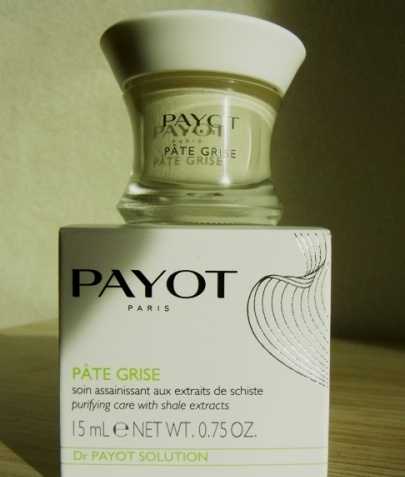 PAYOT
PARIS
PÂTE GRISE
PAYOT
PARIS
PÂTE GRISE
soin assainissant aux extraits de schiste
purifying care with shale extracts
15 mL ℮ NET WT. 0.75 OZ.
Dr PAYOT SOLUTION